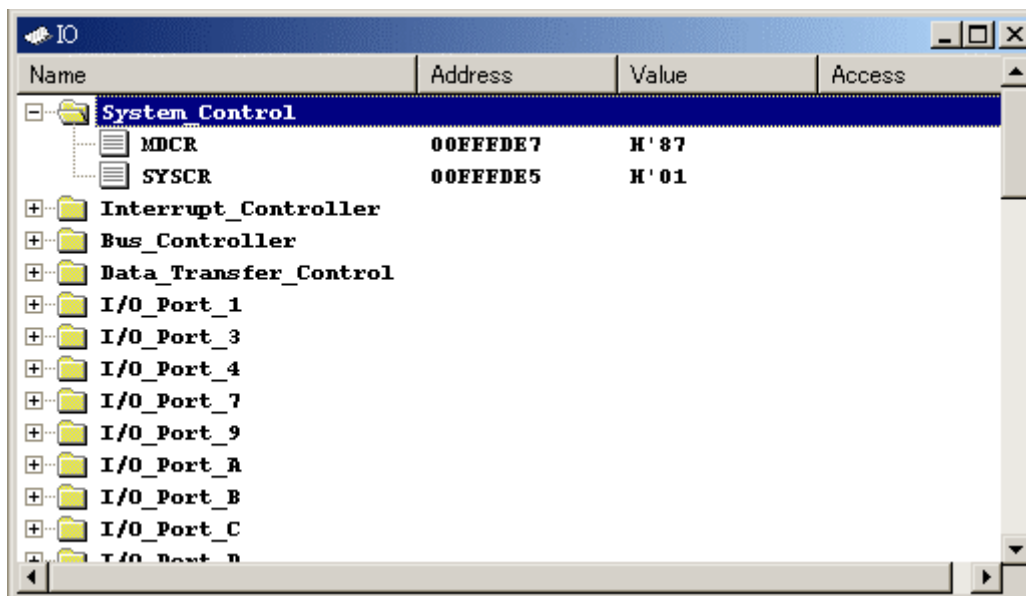 IO
Name Address Value Access
System_Control
MDCR 00FFFDE7 H'87
SYSCR 00FFFDE5 H'01
Interrupt_Controller
Bus_Controller
Data_Transfer_Control
I/O_Port_1
I/O_Port_3
I/O_Port_4
I/O_Port_7
I/O_Port_9
I/O_Port_A
I/O_Port_B
I/O_Port_C